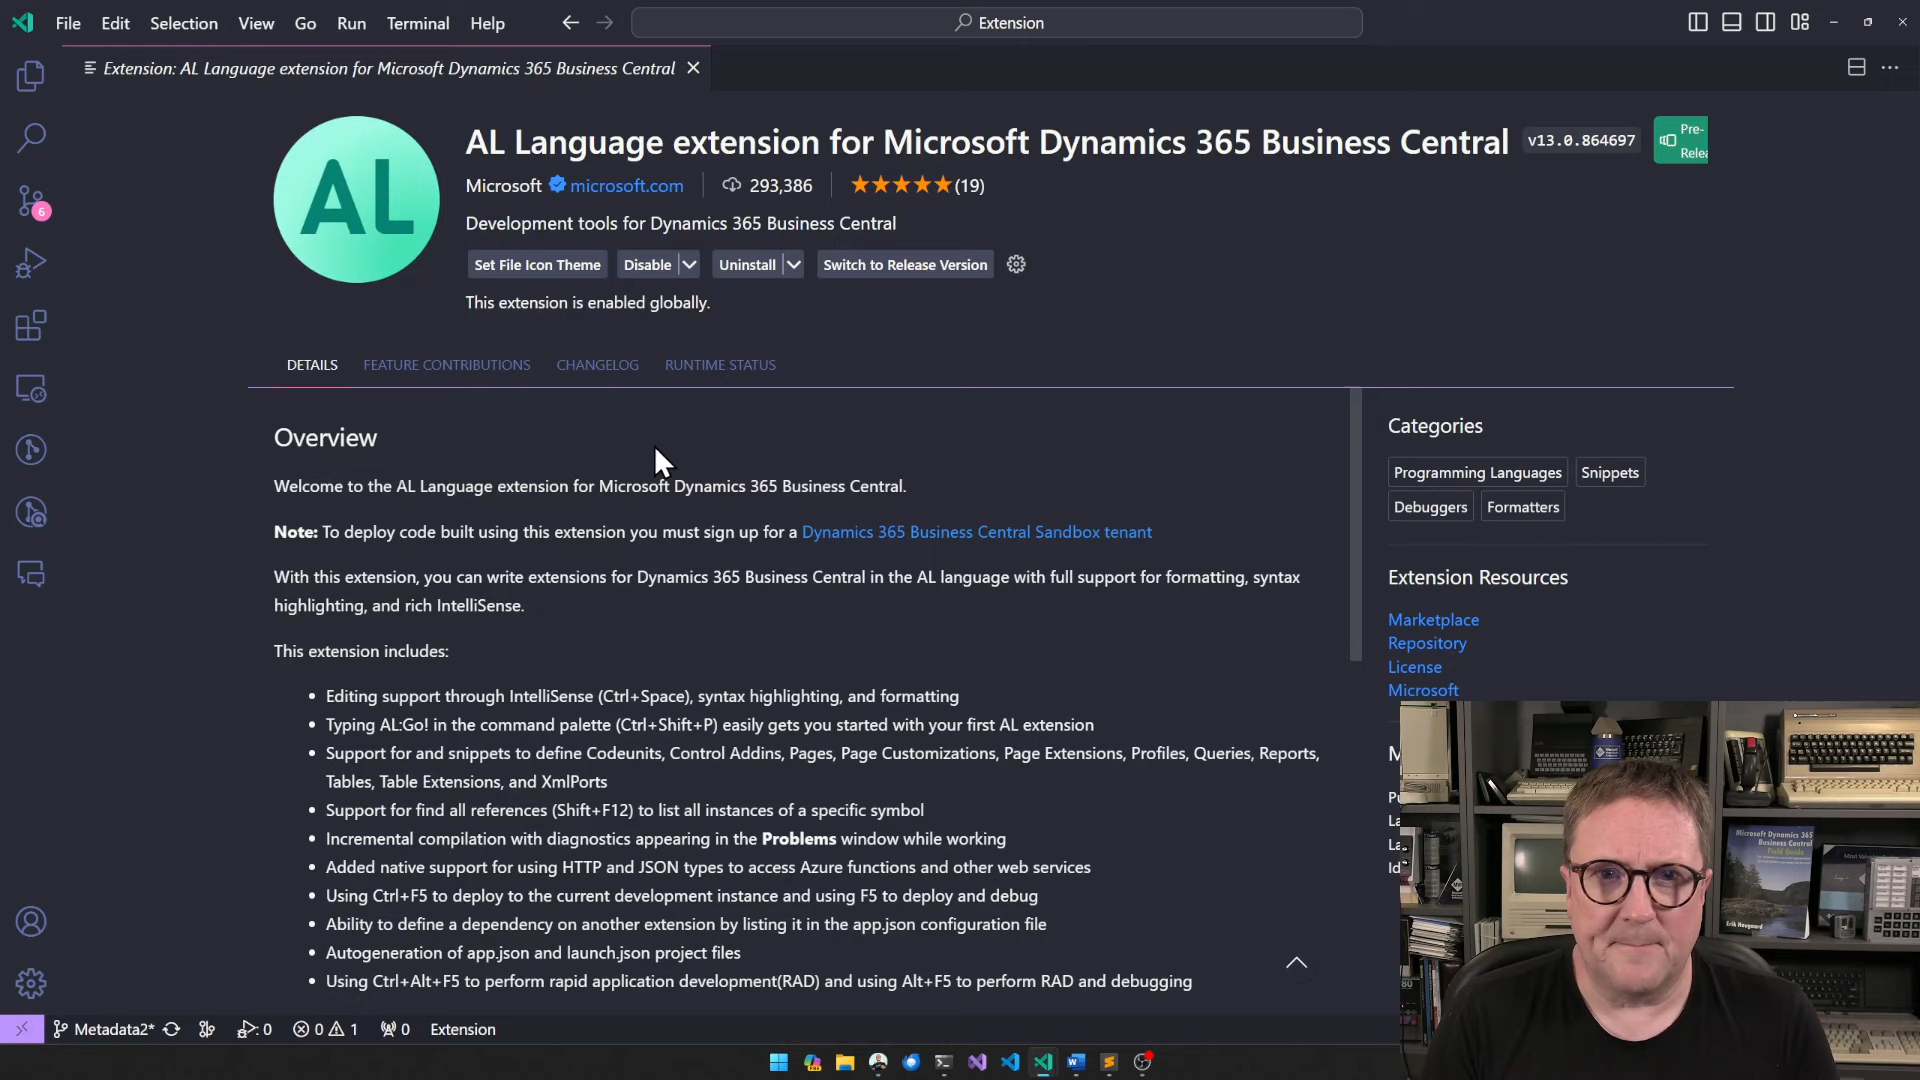 File Edit Selection View Go Run Terminal Help Extension
Extension: AL Language extension for Microsoft Dynamics 365 Business Central
AL
AL Language extension for Microsoft Dynamics 365 Business Central v13.0.864697 Pre-
Relea
Microsoft microsoft.com 293,386 (19)
Development tools for Dynamics 365 Business Central
Set File Icon Theme Disable Uninstall Switch to Release Version
This extension is enabled globally.
6
DETAILS FEATURE CONTRIBUTIONS CHANGELOG RUNTIME STATUS
Overview
Welcome to the AL Language extension for Microsoft Dynamics 365 Business Central.
Note: To deploy code built using this extension you must sign up for a Dynamics 365 Business Central Sandbox tenant
With this extension, you can write extensions for Dynamics 365 Business Central in the AL language with full support for formatting, syntax
highlighting, and rich IntelliSense.
This extension includes:
• Editing support through IntelliSense (Ctrl+Space), syntax highlighting, and formatting
• Typing AL:Go! in the command palette (Ctrl+Shift+P) easily gets you started with your first AL extension
• Support for and snippets to define Codeunits, Control Addins, Pages, Page Customizations, Page Extensions, Profiles, Queries, Reports,
Tables, Table Extensions, and XmlPorts
• Support for find all references (Shift+F12) to list all instances of a specific symbol
• Incremental compilation with diagnostics appearing in the Problems window while working
• Added native support for using HTTP and JSON types to access Azure functions and other web services
• Using Ctrl+F5 to deploy to the current development instance and using F5 to deploy and debug
• Ability to define a dependency on another extension by listing it in the app.json configuration file
• Autogeneration of app.json and launch.json project files
• Using Ctrl+Alt+F5 to perform rapid application development(RAD) and using Alt+F5 to perform RAD and debugging
Categories
Programming Languages Snippets
Debuggers Formatters
Extension Resources
Marketplace
Repository
License
Microsoft
Microsoft Dynamics 365
Business Central
Field Guide
Erik Hougaard
Metadata2* 0 0 1 0 Extension